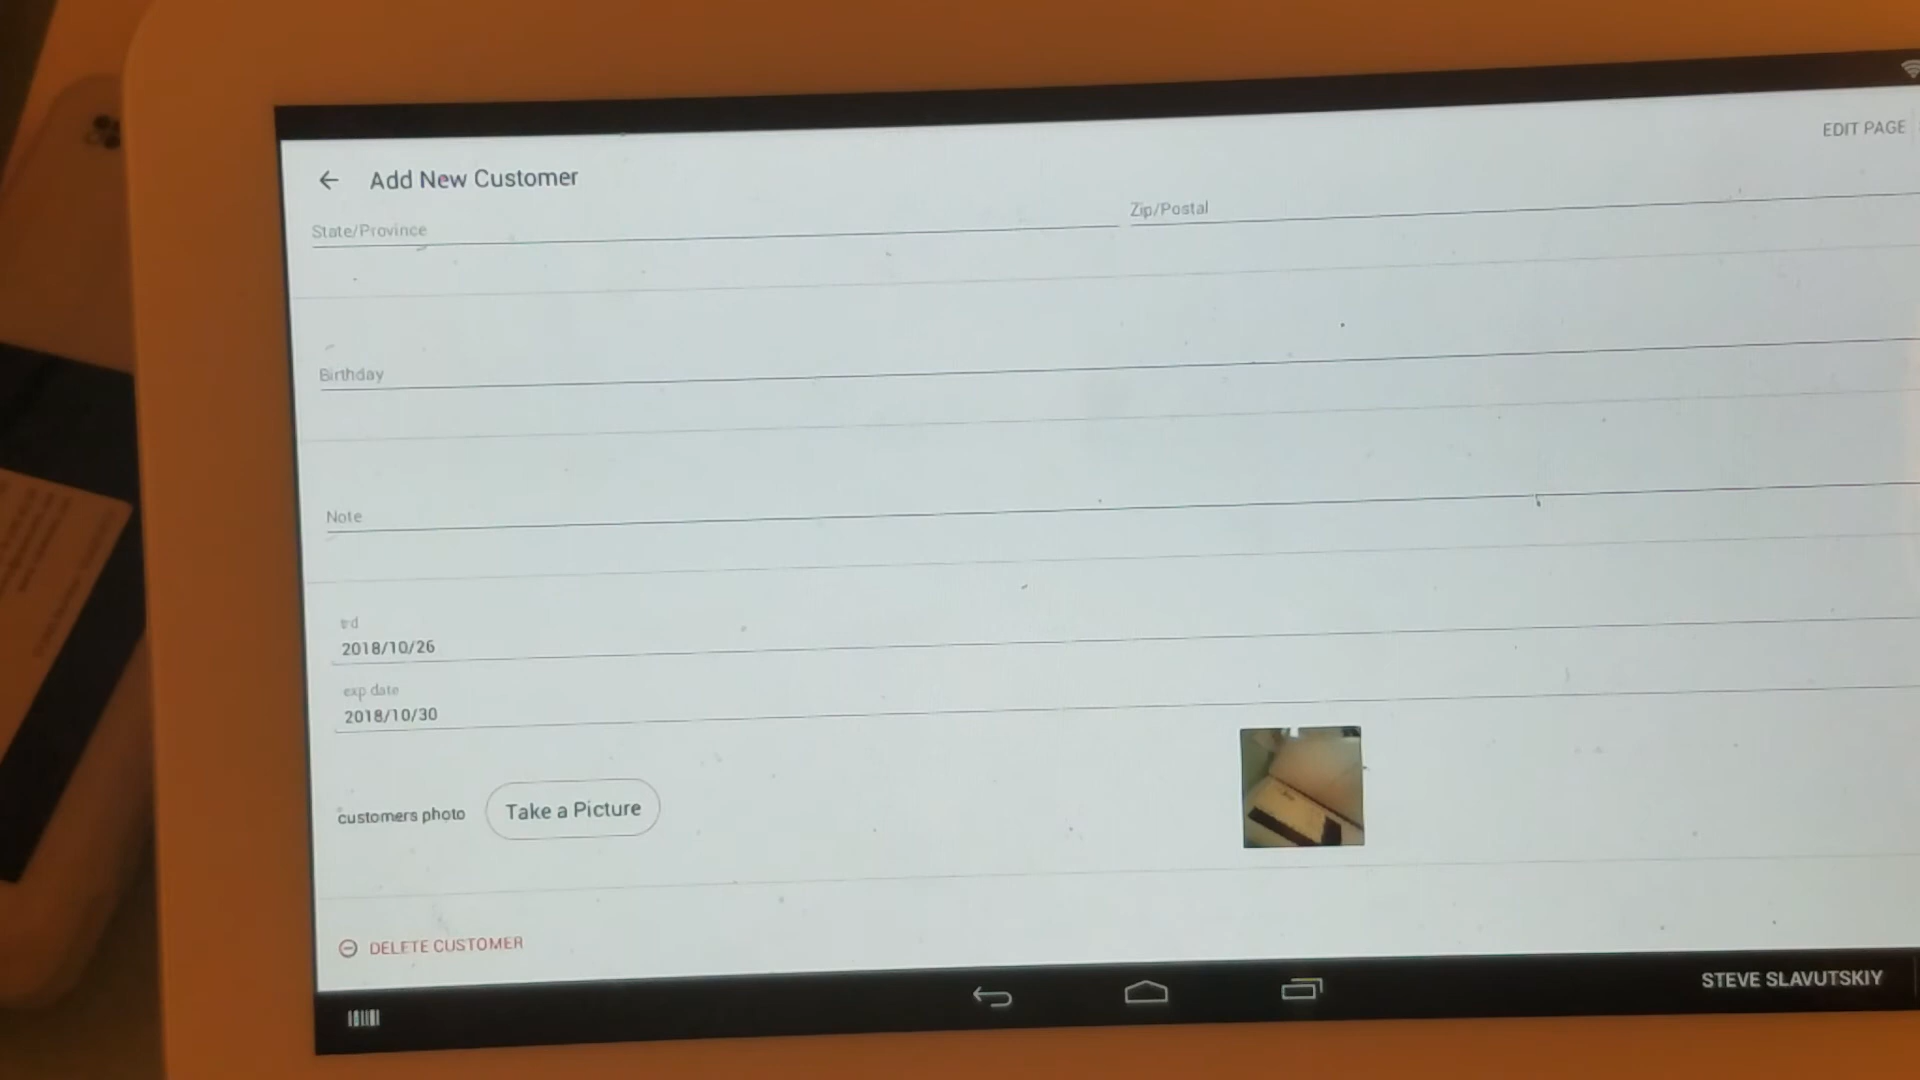 EDIT PAGE
Add New Customer
State/Province
Zip/Postal
Birthday
Note
2018/10/26
exp date
2018/10/30
customers photo
Take a Picture
DELETE CUSTOMER
STEVE SLAVUTSKIY